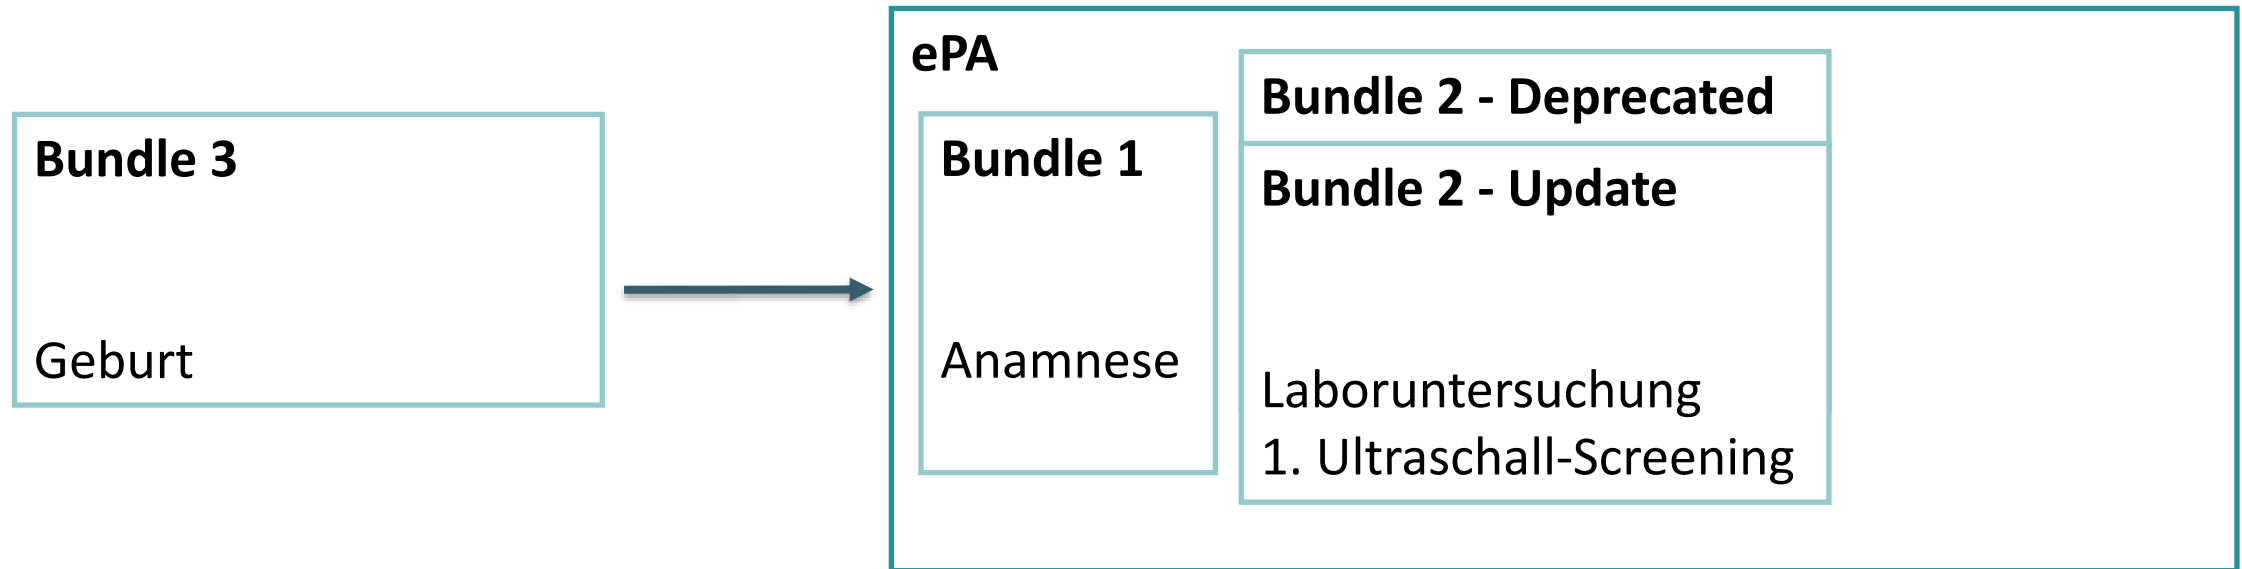 Bundle 3
Geburt
ePA
Bundle 1
Anamnese
Bundle 2 - Deprecated
Bundle 2 - Update
Laboruntersuchung
1. Ultraschall-Screening